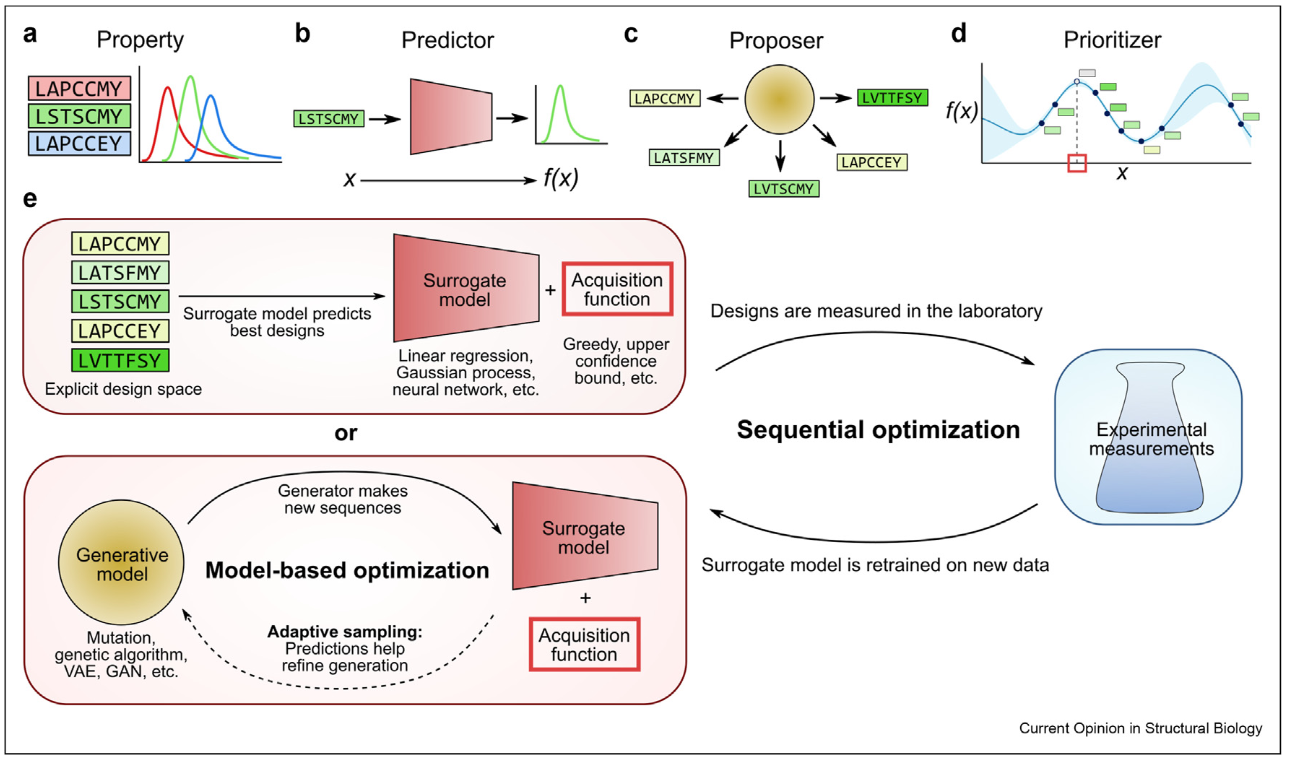 a
Property
LAPCCMY
LSTSCMY
LAPCCEY
b
Predictor
LSTSCMY
x
f(x)
c
Proposer
LAPCCMY
LVTTFSY
LATSFMY
LAPCCEY
LVTSCMY
d
Prioritizer
f(x)
x
e
LAPCCMY
LATSFMY
LSTSCMY
LAPCCEY
LVTTFSY
Explicit design space
Surrogate model predicts
best designs
Surrogate
model
+
Acquisition
function
Linear regression,
Gaussian process,
neural network, etc.
Greedy, upper
confidence
bound, etc.
or
Generative
model
Mutation,
genetic algorithm,
VAE, GAN, etc.
Generator makes
new sequences
Model-based optimization
Adaptive sampling:
Predictions help
refine generation
Surrogate
model
+
Acquisition
function
Designs are measured in the laboratory
Sequential optimization
Surrogate model is retrained on new data
Experimental
measurements
Current Opinion in Structural Biology